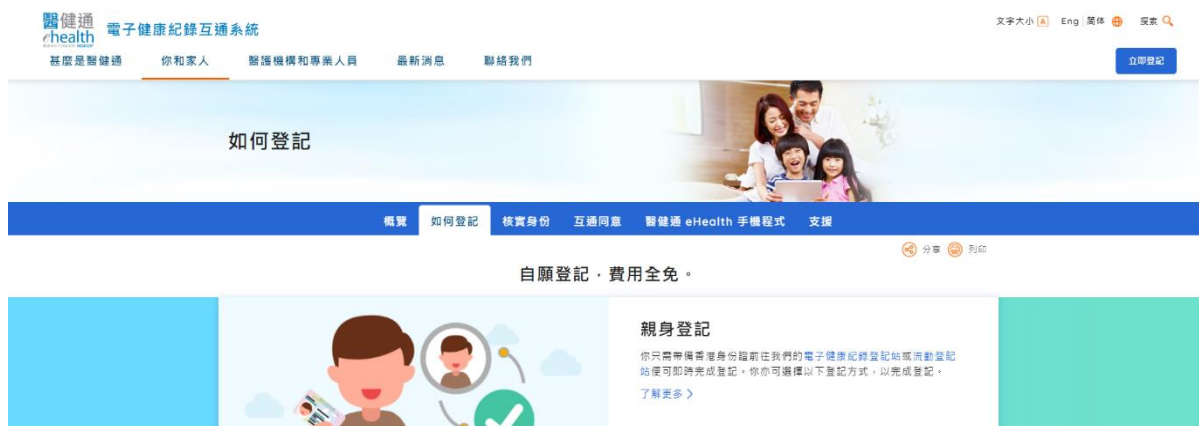 醫健通
ehealth
電子健康紀錄互通系統
文字大小 A Eng 简体 搜索
甚麼是醫健通 你和家人 醫護機構和專業人員 最新消息 聯絡我們 立即登記
如何登記
概覽 如何登記 核實身份 互通同意 醫健通 eHealth 手機程式 支援
分享 列印
自願登記，費用全免。
親身登記
你只需帶備香港身份證前往我們的電子健康紀錄登記站或流動登記
站便可即時完成登記。你亦可選擇以下登記方式，以完成登記。
了解更多